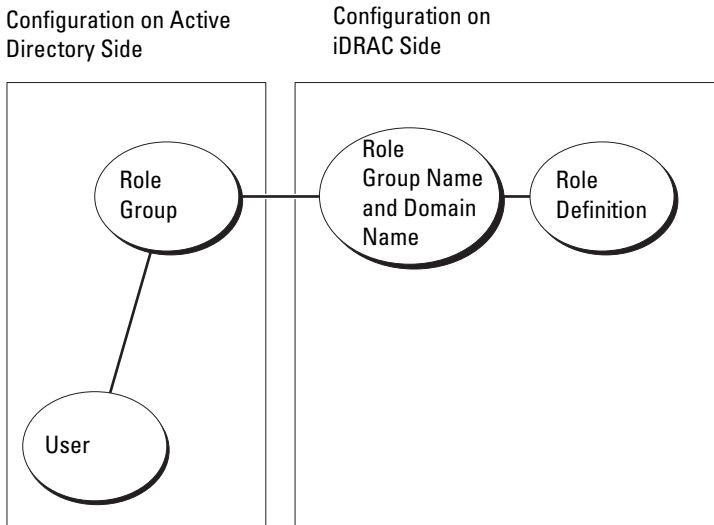 Configuration on Active
Directory Side
Configuration on
iDRAC Side
Role
Group
Role
Group Name
and Domain
Name
Role
Definition
User